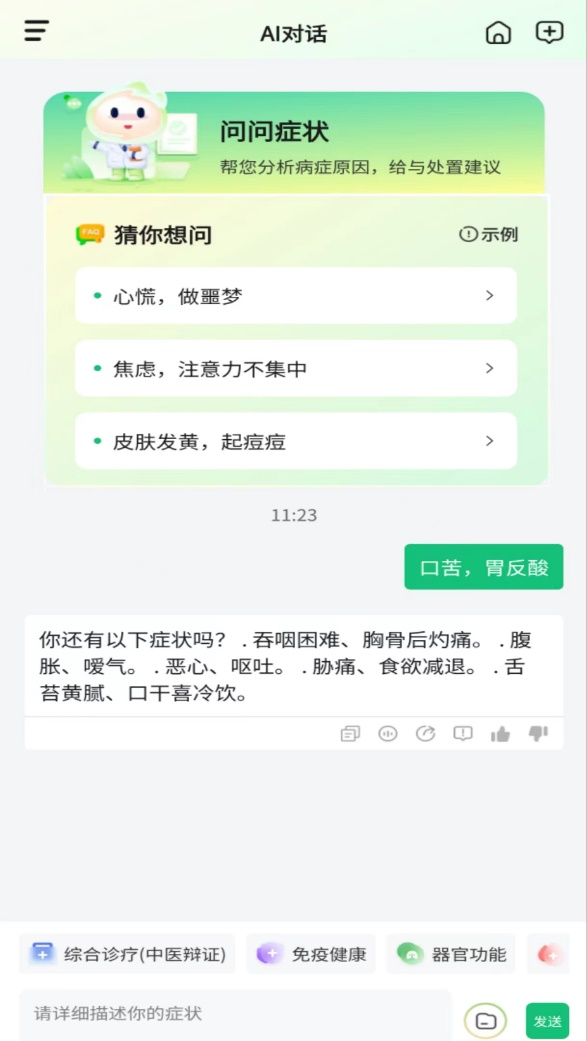 AI对话
问问症状
帮您分析病症原因，给与处置建议
FAQ 猜你想问 示例
心慌，做噩梦
焦虑，注意力不集中
皮肤发黄，起痘痘
11:23
口苦，胃反酸
你还有以下症状吗？ . 吞咽困难、胸骨后灼痛。 . 腹
胀、嗳气。 . 恶心、呕吐。 . 胁痛、食欲减退。 . 舌
苔黄腻、口干喜冷饮。
综合诊疗(中医辩证) 免疫健康 器官功能
请详细描述你的症状 发送